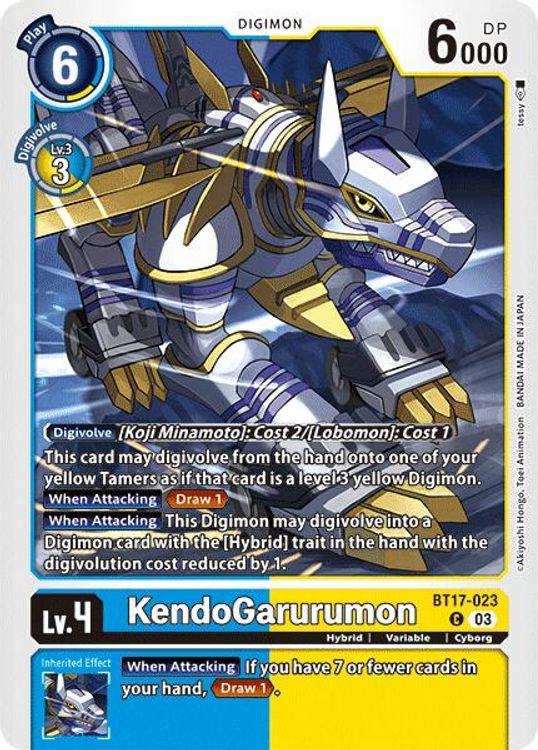 DIGIMON
Play
6
6000
DP
Digivolve
Lv.3
3
tessy
©Akiyoshi Hongo, Toei Animation BANDAI MADE IN JAPAN
Digivolve [Koji Minamoto]: Cost 2/[Lobomon]: Cost 1
This card may digivolve from the hand onto one of your
yellow Tamers as if that card is a level 3 yellow Digimon.
When Attacking Draw 1
When Attacking This Digimon may digivolve into a
Digimon card with the [Hybrid] trait in the hand with the
digivolution cost reduced by 1.
Lv.4
KendoGarurumon
BT17-023
C 03
Hybrid | Variable | Cyborg
Inherited Effect
When Attacking If you have 7 or fewer cards in
your hand, Draw 1.